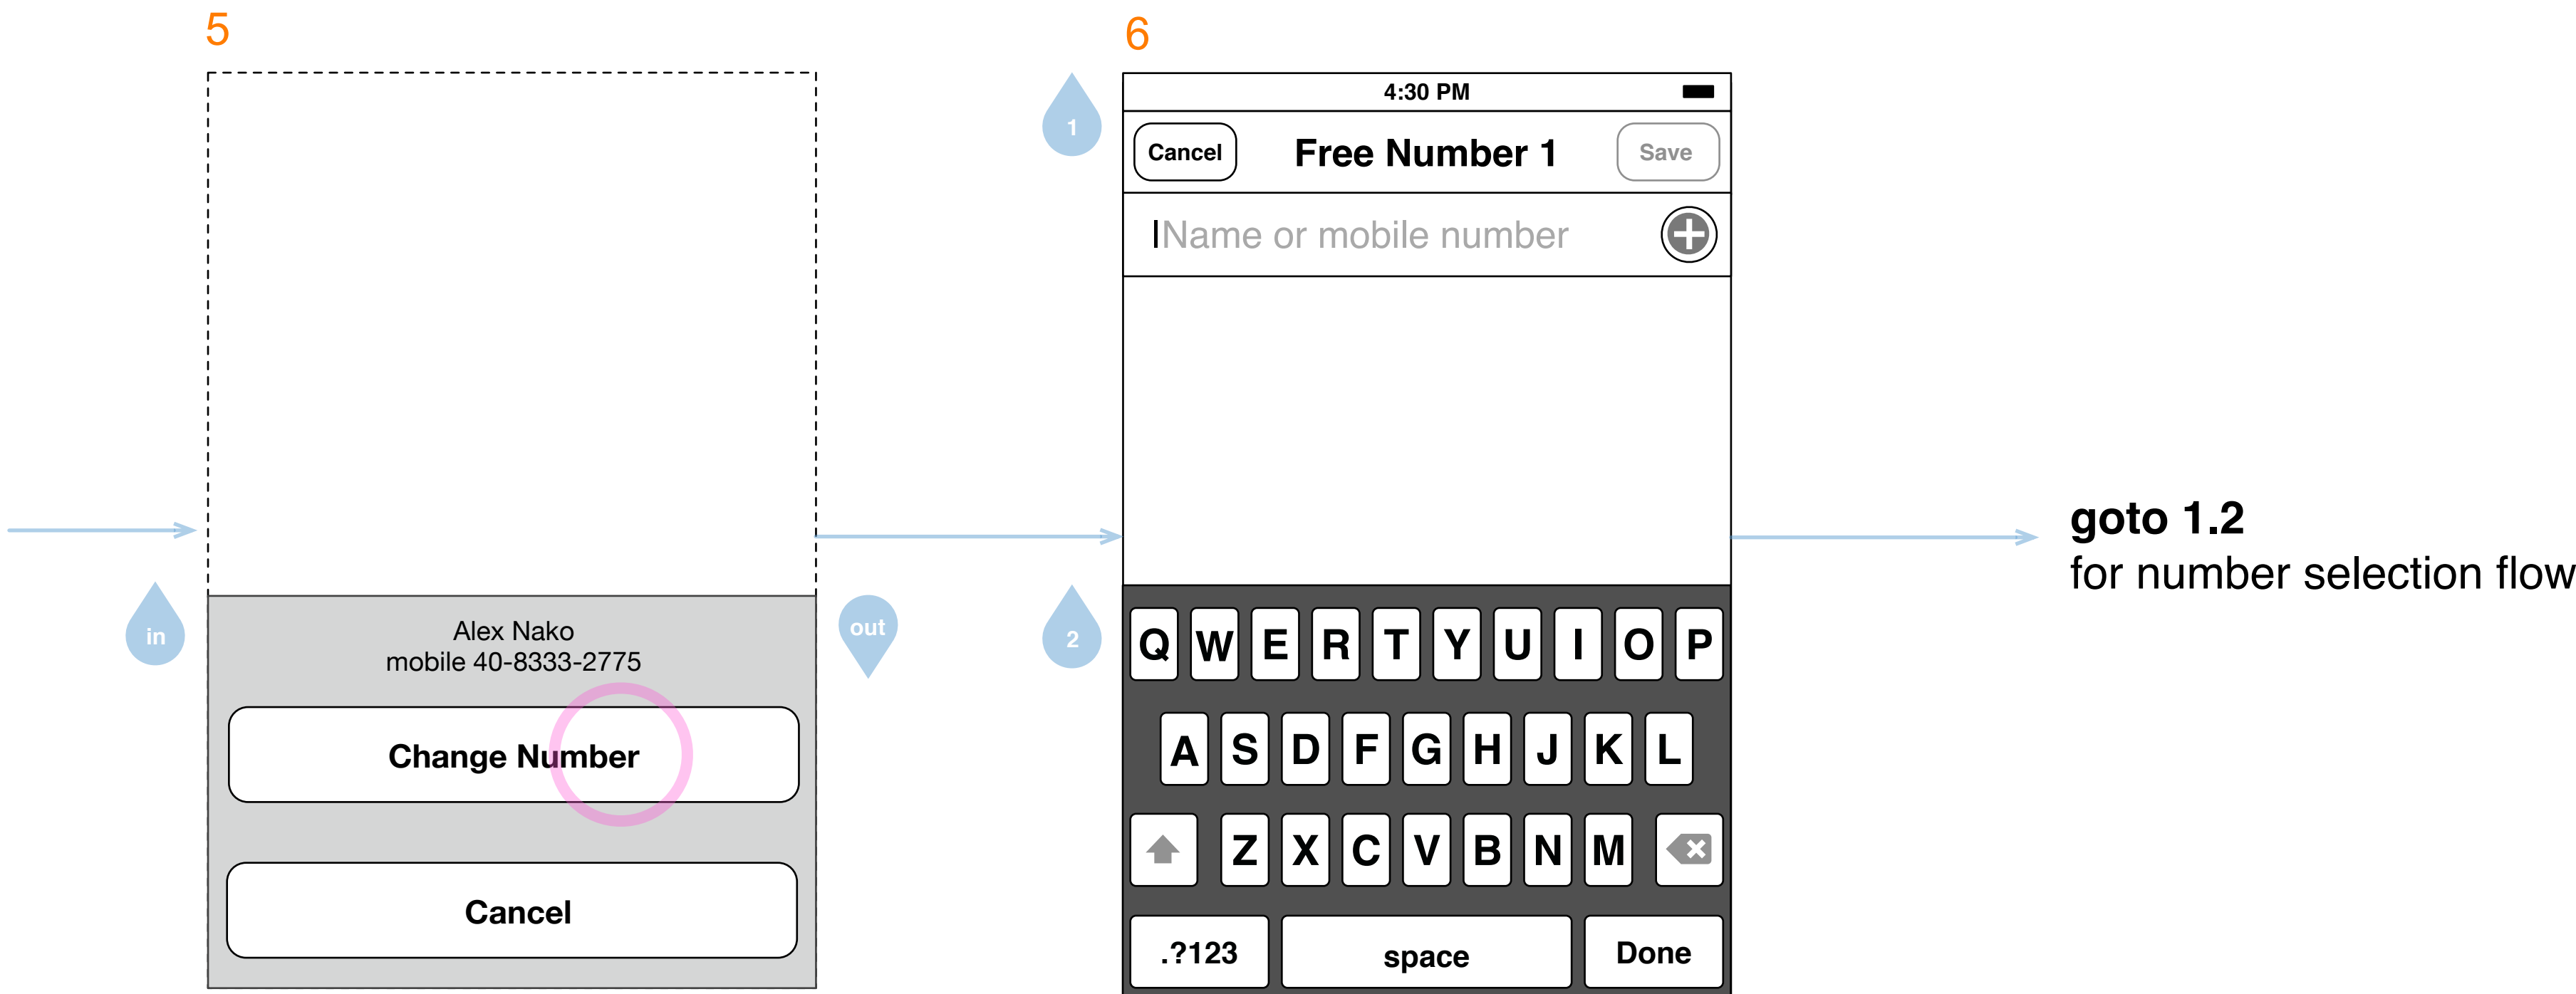 5
in
Alex Nako
mobile 40-8333-2775
Change Number
Cancel
out
6
1
4:30 PM
Cancel
Free Number 1
Save
Name or mobile number
2
Q W E R T Y U I O P
A S D F G H J K L
Z X C V B N M
.?123 space Done
goto 1.2
for number selection flow